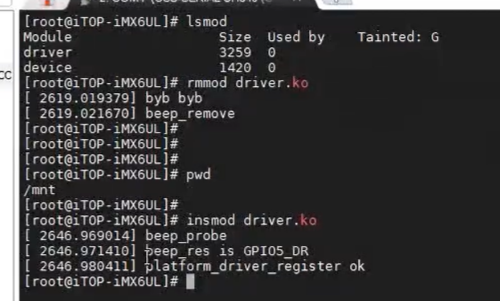 [root@iTOP-iMX6UL]# lsmod
Module Size Used by Tainted: G
driver 3259 0
device 1420 0
[root@iTOP-iMX6UL]# rmmod driver.ko
[ 2619.019379] byb byb
[ 2619.021670] beep_remove
[root@iTOP-iMX6UL]#
[root@iTOP-iMX6UL]#
[root@iTOP-iMX6UL]#
[root@iTOP-iMX6UL]# pwd
/mnt
[root@iTOP-iMX6UL]#
[root@iTOP-iMX6UL]# insmod driver.ko
[ 2646.969014] beep_probe
[ 2646.971410] beep_res is GPIO5_DR
[ 2646.980411] platform_driver_register ok
[root@iTOP-iMX6UL]#